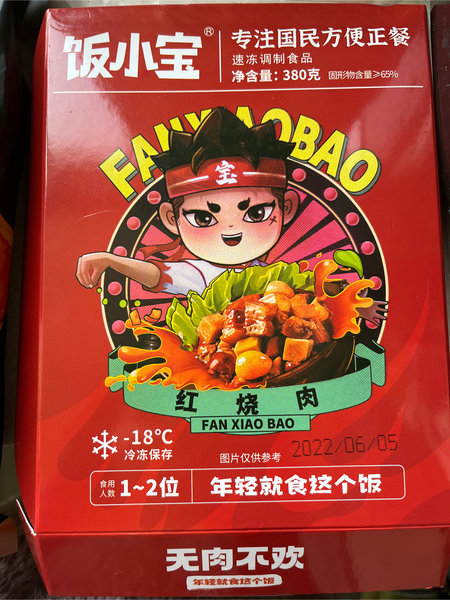 饭小宝®
专注国民方便正餐
速冻调制食品
净含量：380克 固形物含量≥65%
FANXIAOBAO
宝
红烧肉
FAN XIAO BAO
-18℃
冷冻保存
图片仅供参考
2022/06/05
食用人数
1~2位
年轻就食这个饭
无肉不欢
年轻就食这个饭